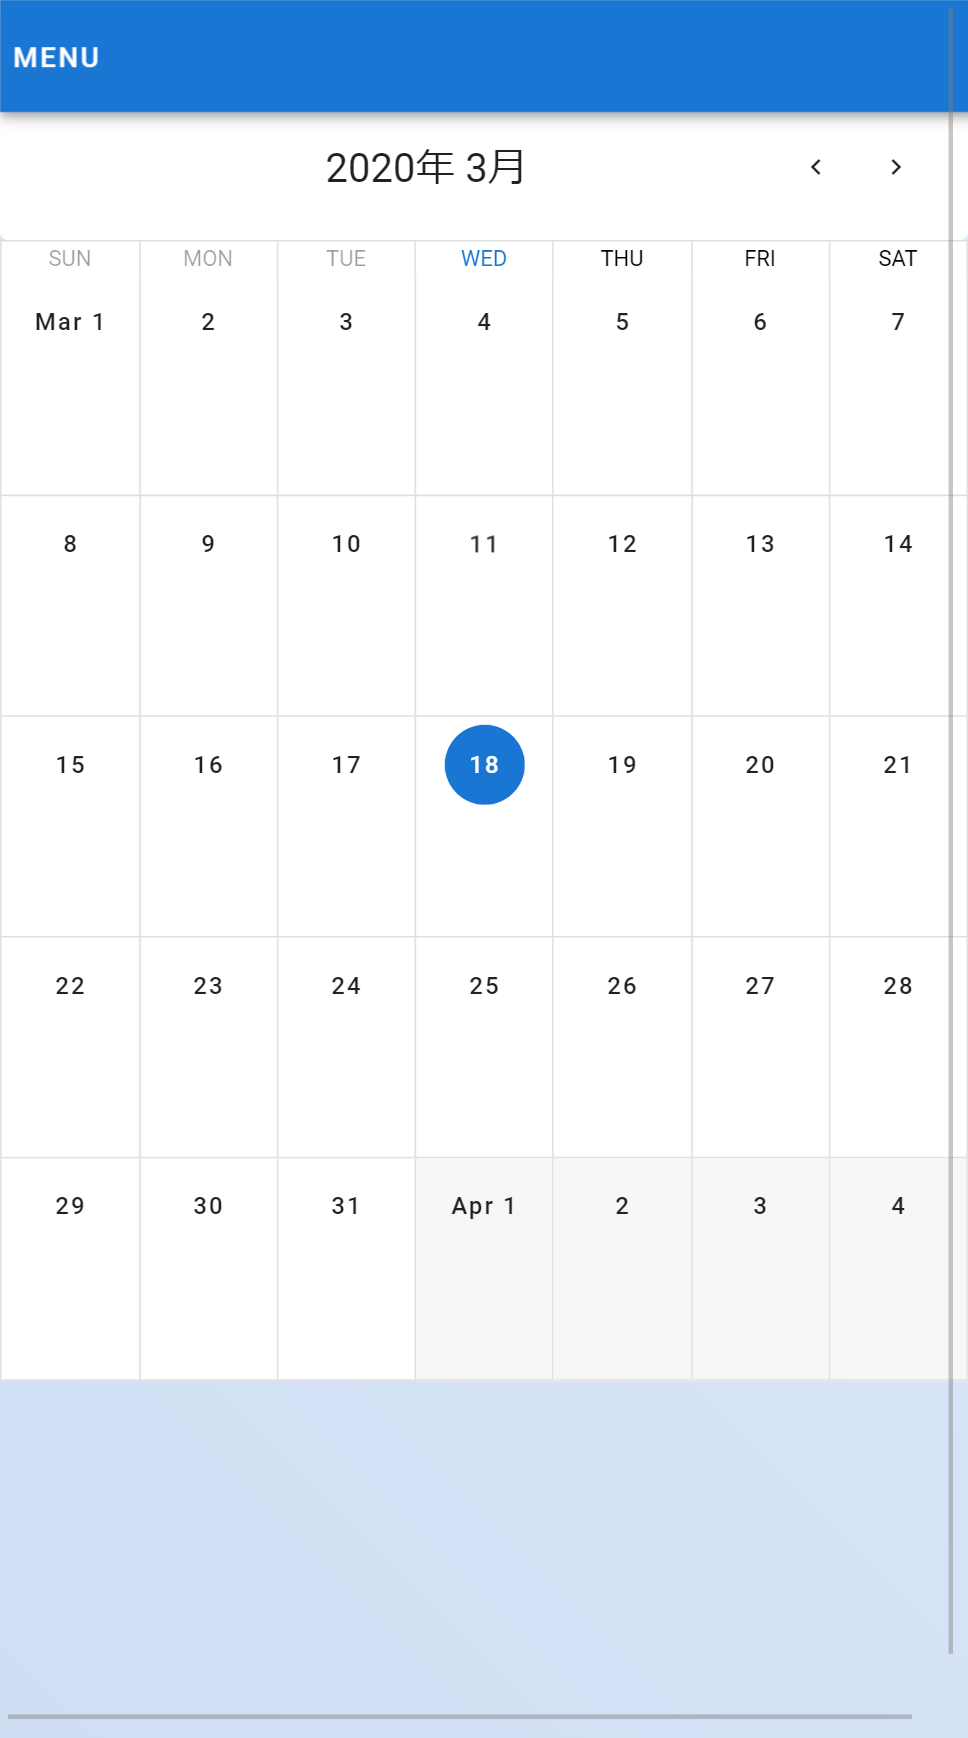 MENU
2020年 3月
SUN MON TUE WED THU FRI SAT
Mar 1 2 3 4 5 6 7
8 9 10 11 12 13 14
15 16 17 18 19 20 21
22 23 24 25 26 27 28
29 30 31 Apr 1 2 3 4